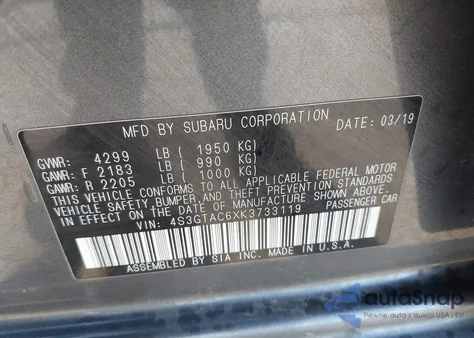 MFD BY SUBARU CORPORATION DATE: 03/19
GVWR: 4299 LB ( 1950 KG)
GAWR: F 2183 LB ( 990 KG)
GAWR: R 2205 LB ( 1000 KG)
THIS VEHICLE CONFORMS TO ALL APPLICABLE FEDERAL MOTOR
VEHICLE SAFETY, BUMPER, AND THEFT PREVENTION STANDARDS
IN EFFECT ON THE DATE OF MANUFACTURE SHOWN ABOVE.
VIN: 4S3GTAC6XK3733119 PASSENGER CAR
ASSEMBLED BY SIA INC. MADE IN U.S.A.
autoSnap
Pewne auta z aukcji USA i EU